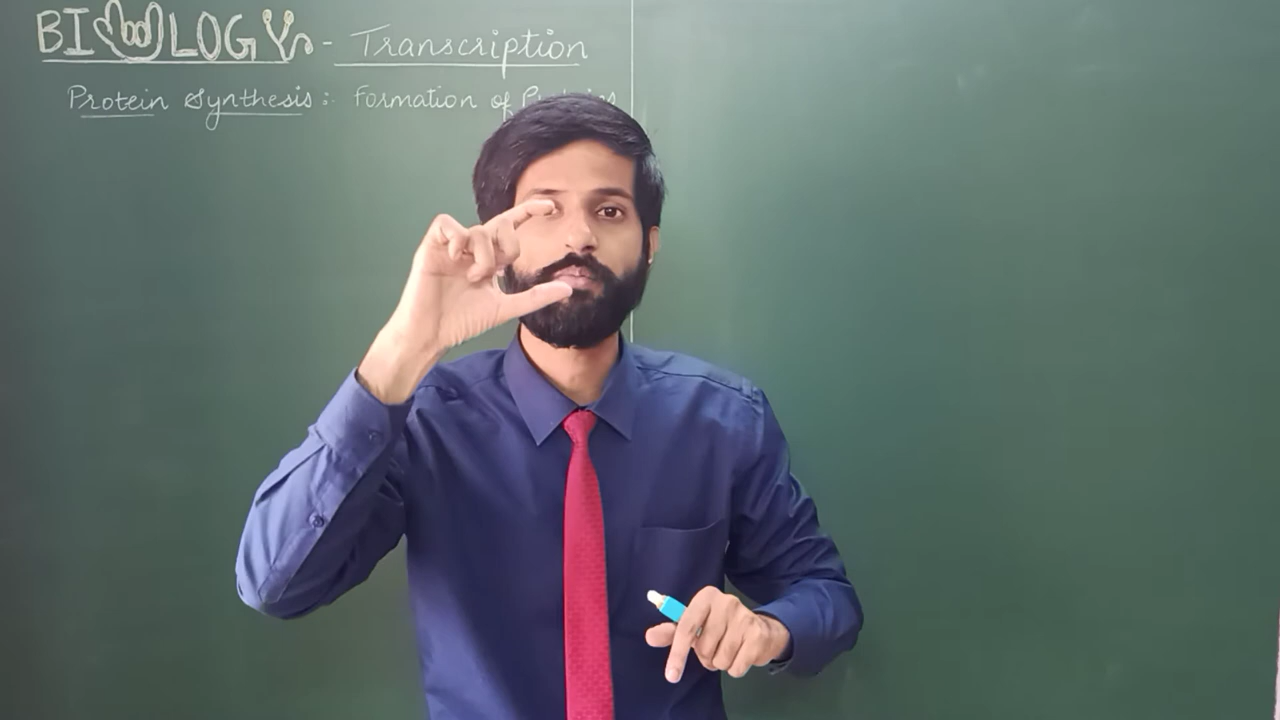 BIOLOGY - Transcription
Protein Synthesis :- Formation of